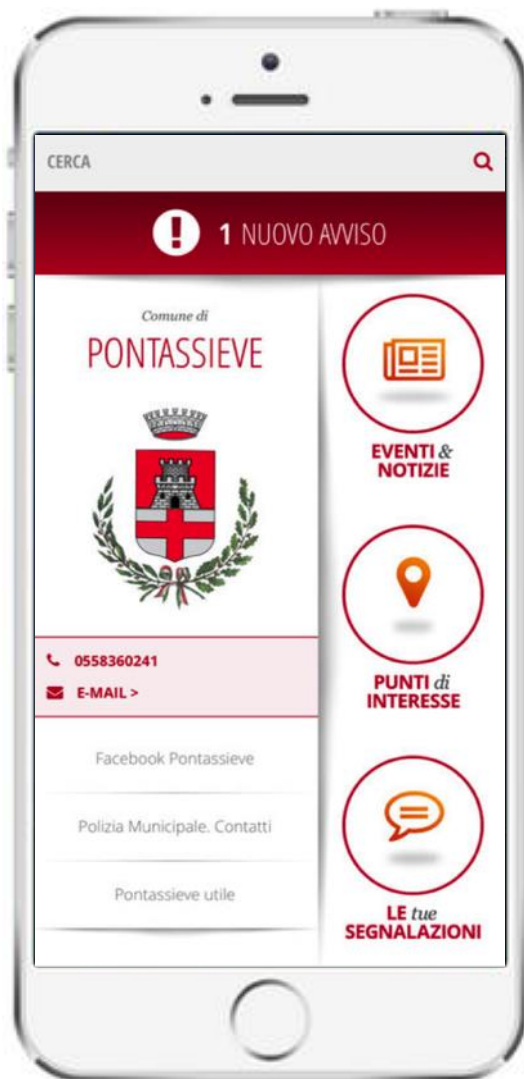 CERCA
1 NUOVO AVVISO
Comune di
PONTASSIEVE
0558360241
E-MAIL >
Facebook Pontassieve
Polizia Municipale. Contatti
Pontassieve utile
EVENTI &
NOTIZIE
PUNTI di
INTERESSE
LE tue
SEGNALAZIONI